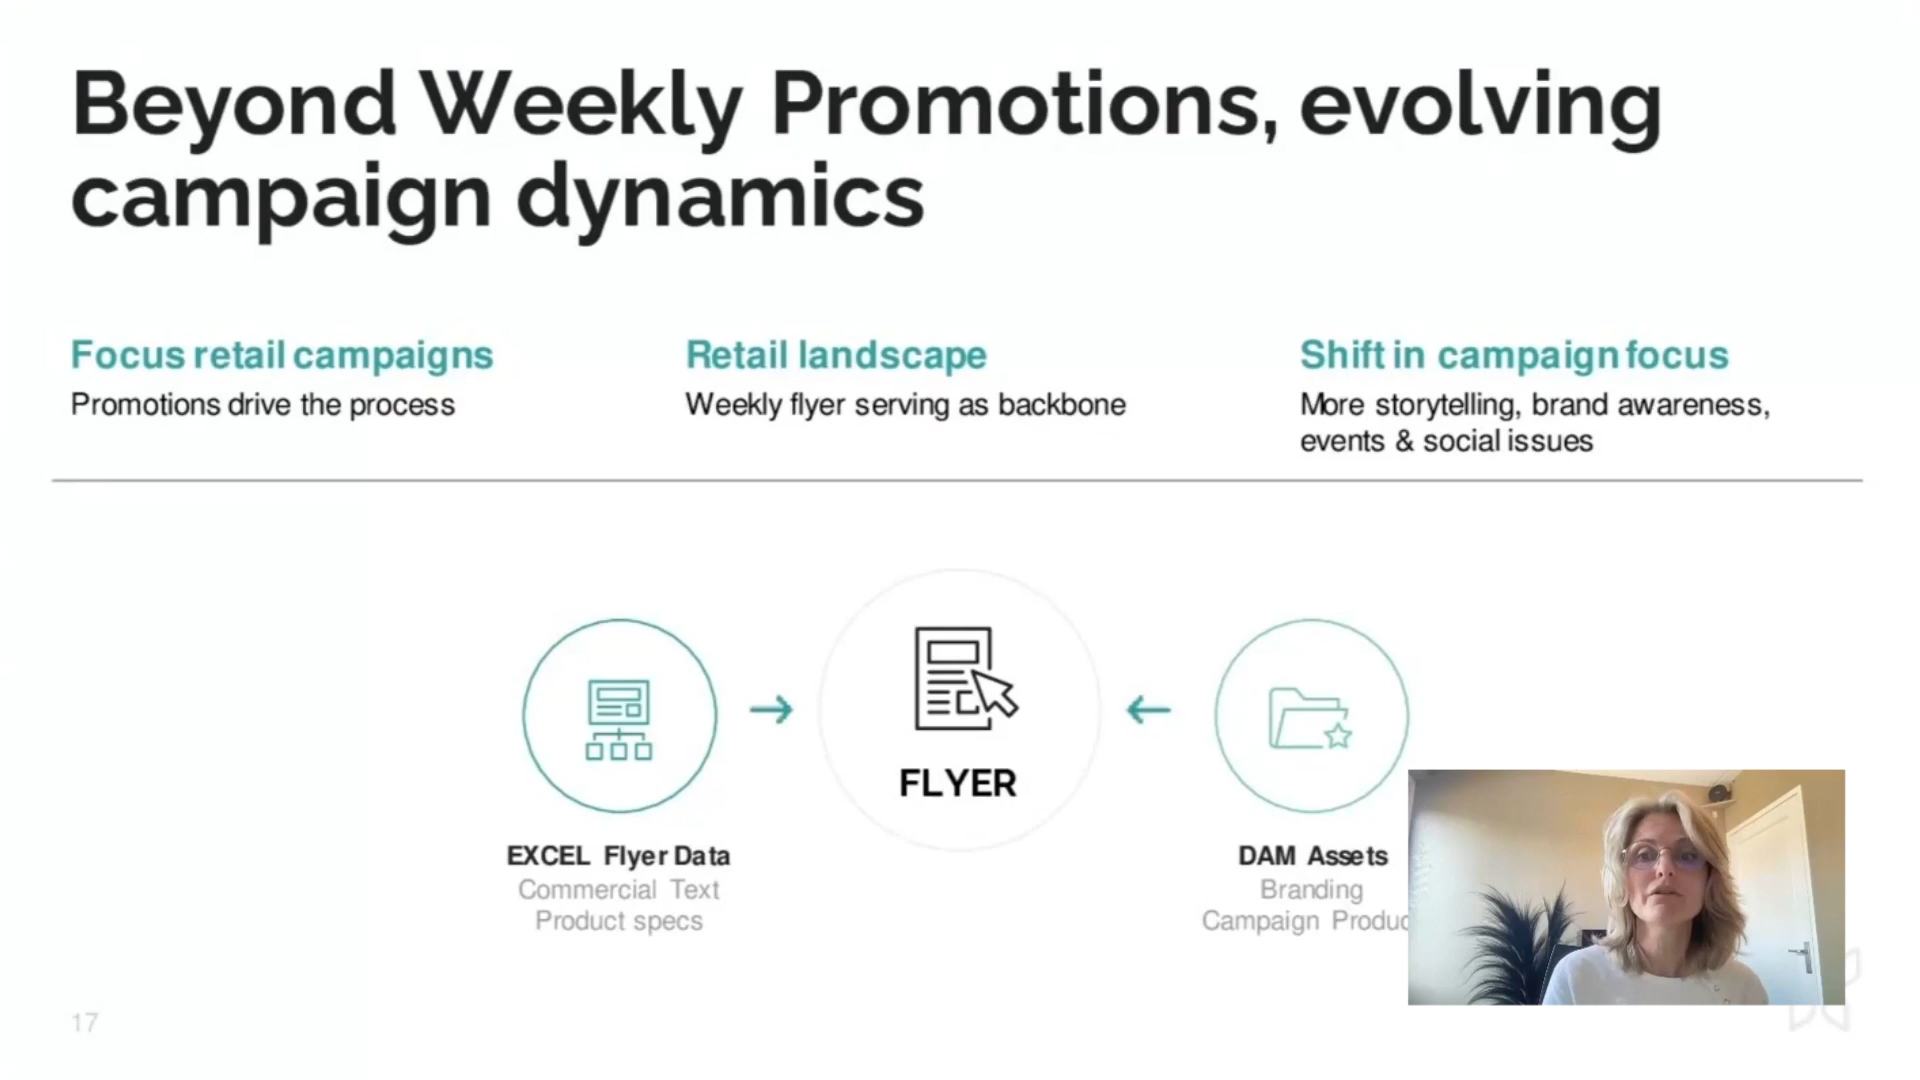 Beyond Weekly Promotions, evolving
campaign dynamics
Focus retail campaigns
Promotions drive the process
Retail landscape
Weekly flyer serving as backbone
Shift in campaign focus
More storytelling, brand awareness,
events & social issues
FLYER
EXCEL Flyer Data
Commercial Text
Product specs
DAM Assets
Branding
Campaign
17